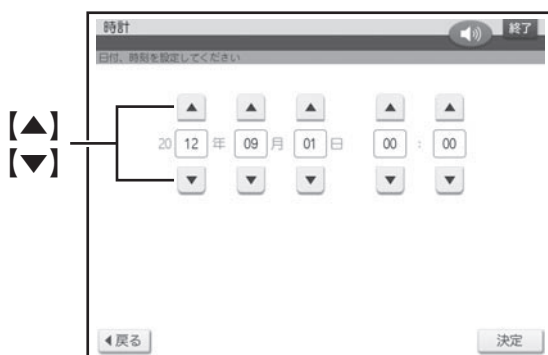 時計
終了
日付、時刻を設定してください
【▲】
【▼】
▲ ▲ ▲ ▲ ▲
20 12 年 09 月 01 日 00 : 00
▼ ▼ ▼ ▼ ▼
◀戻る
決定